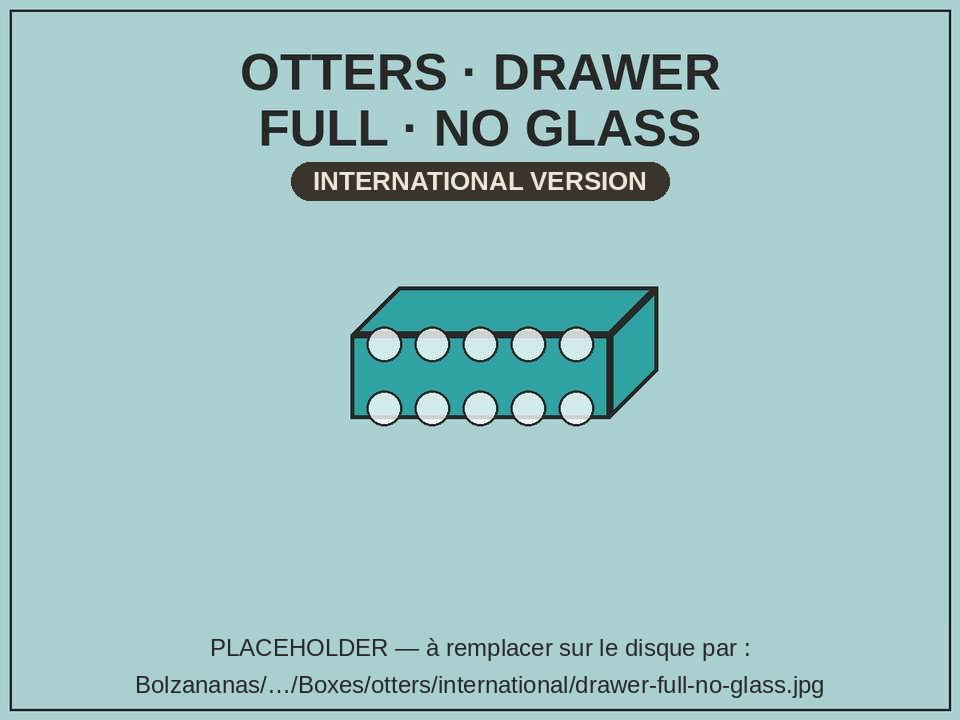 OTTERS · DRAWER
FULL · NO GLASS
INTERNATIONAL VERSION
PLACEHOLDER — à remplacer sur le disque par :
Bolzananas/…/Boxes/otters/international/drawer-full-no-glass.jpg